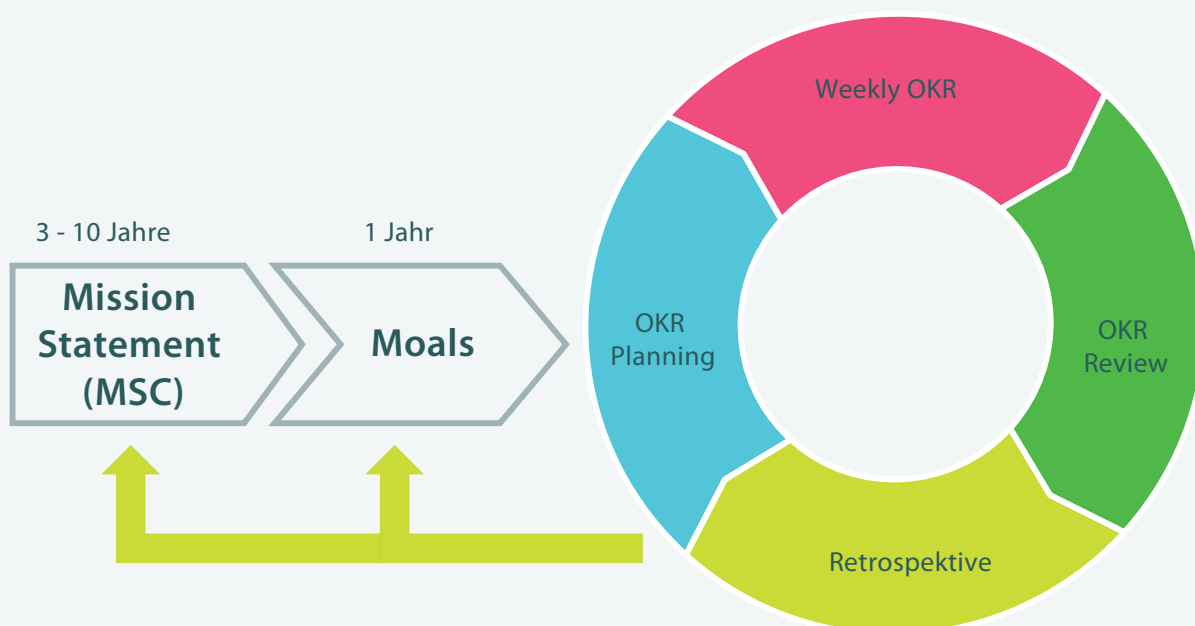 3 - 10 Jahre
Mission
Statement
(MSC)
1 Jahr
Moals
Weekly OKR
OKR
Planning
OKR
Review
Retrospektive